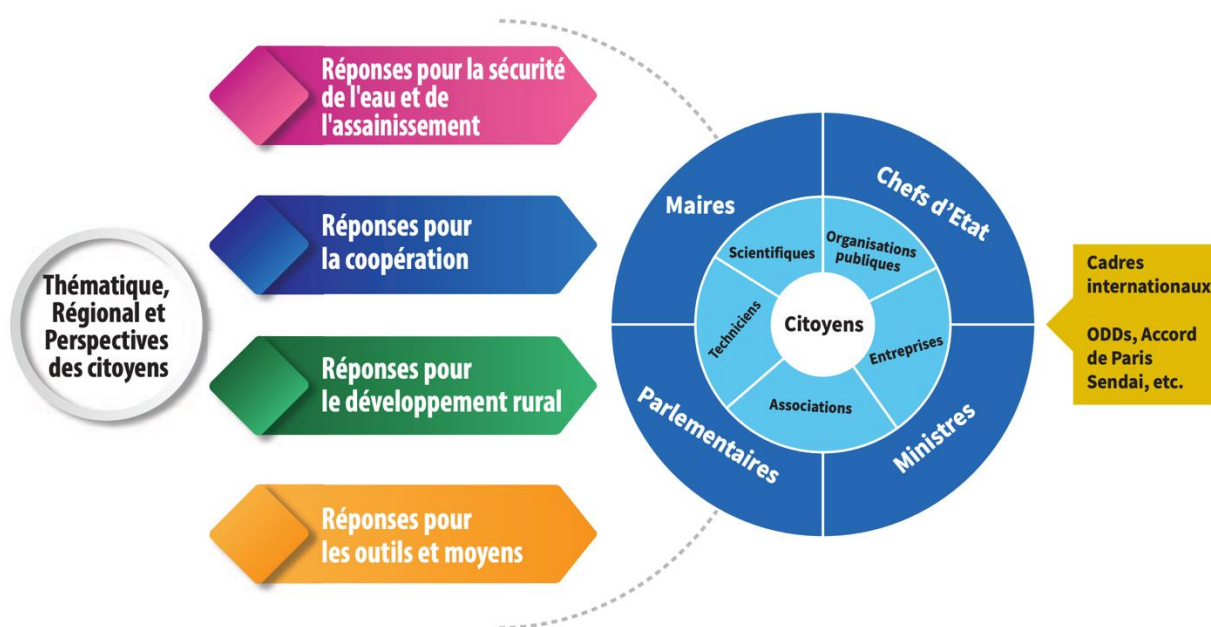 Thématique,
Régional et
Perspectives
des citoyens
Réponses pour la sécurité
de l'eau et de
l'assainissement
Réponses pour
la coopération
Réponses pour
le développement rural
Réponses pour
les outils et moyens
Maires
Chefs d'Etat
Parlementaires
Ministres
Scientifiques
Organisations
publiques
Techniciens
Entreprises
Associations
Citoyens
Cadres
internationaux
ODDs, Accord
de Paris
Sendai, etc.